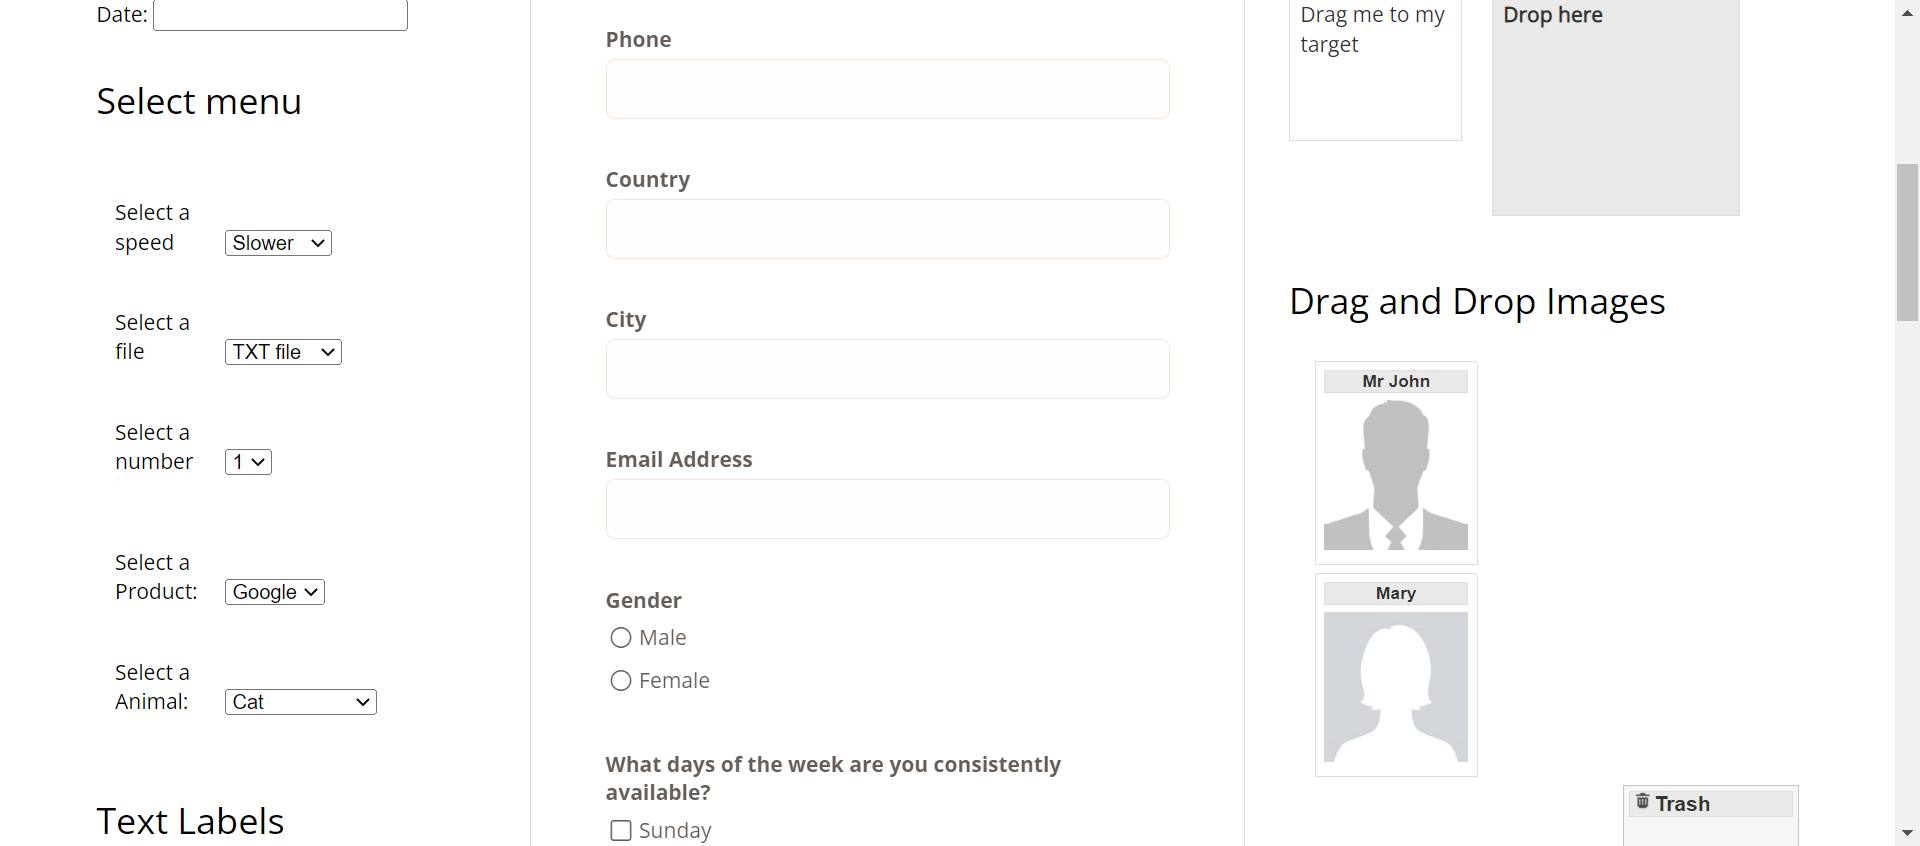 Date:
Select menu
Select a
speed
Slower
Select a
file
TXT file
Select a
number
1
Select a
Product:
Google
Select a
Animal:
Cat
Text Labels
Phone
Country
City
Email Address
Gender
Male
Female
What days of the week are you consistently
available?
Sunday
Drag me to my
target
Drop here
Drag and Drop Images
Mr John
Mary
Trash